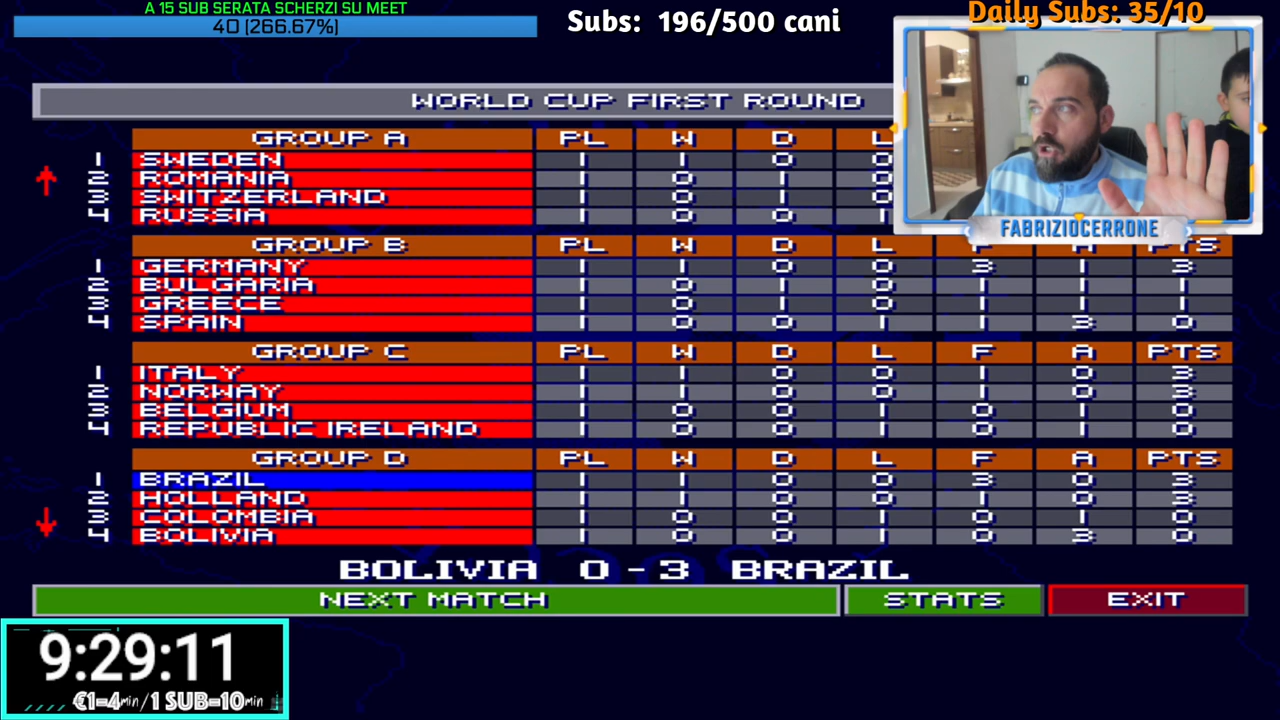 A 15 SUB SERATA SCHERZI SU MEET
40 (266.67%)
Subs: 196/500 cani
Daily Subs: 35/10
WORLD CUP FIRST ROUND
GROUP A PL W D L
1 SWEDEN 1 1 0 0
2 ROMANIA 1 0 1 0
3 SWITZERLAND 1 0 1 0
4 RUSSIA 1 0 0 1
FABRIZIOCERRONE
GROUP B PL W D L F A PTS
1 GERMANY 1 1 0 0 3 1 3
2 BULGARIA 1 0 1 0 1 1 1
3 GREECE 1 0 1 0 1 1 1
4 SPAIN 1 0 0 1 1 3 0
GROUP C PL W D L F A PTS
1 ITALY 1 1 0 0 1 0 3
2 NORWAY 1 1 0 0 1 0 3
3 BELGIUM 1 0 0 1 0 1 0
4 REPUBLIC IRELAND 1 0 0 1 0 1 0
GROUP D PL W D L F A PTS
1 BRAZIL 1 1 0 0 3 0 3
2 HOLLAND 1 1 0 0 1 0 3
3 COLOMBIA 1 0 0 1 0 1 0
4 BOLIVIA 1 0 0 1 0 3 0
BOLIVIA 0 - 3 BRAZIL
NEXT MATCH STATS EXIT
9:29:11
€1=4min/1 SUB=10min